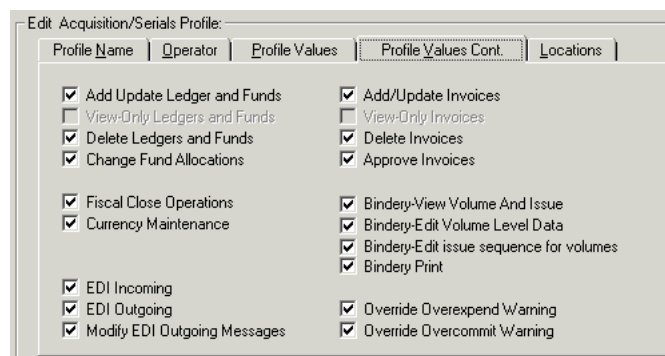 Edit Acquisition/Serials Profile:
Profile Name
Operator
Profile Values
Profile Values Cont.
Locations
Add Update Ledger and Funds
View-Only Ledgers and Funds
Delete Ledgers and Funds
Change Fund Allocations
Fiscal Close Operations
Currency Maintenance
EDI Incoming
EDI Outgoing
Modify EDI Outgoing Messages
Add/Update Invoices
View-Only Invoices
Delete Invoices
Approve Invoices
Bindery-View Volume And Issue
Bindery-Edit Volume Level Data
Bindery-Edit issue sequence for volumes
Bindery Print
Override Overexpend Warning
Override Overcommit Warning